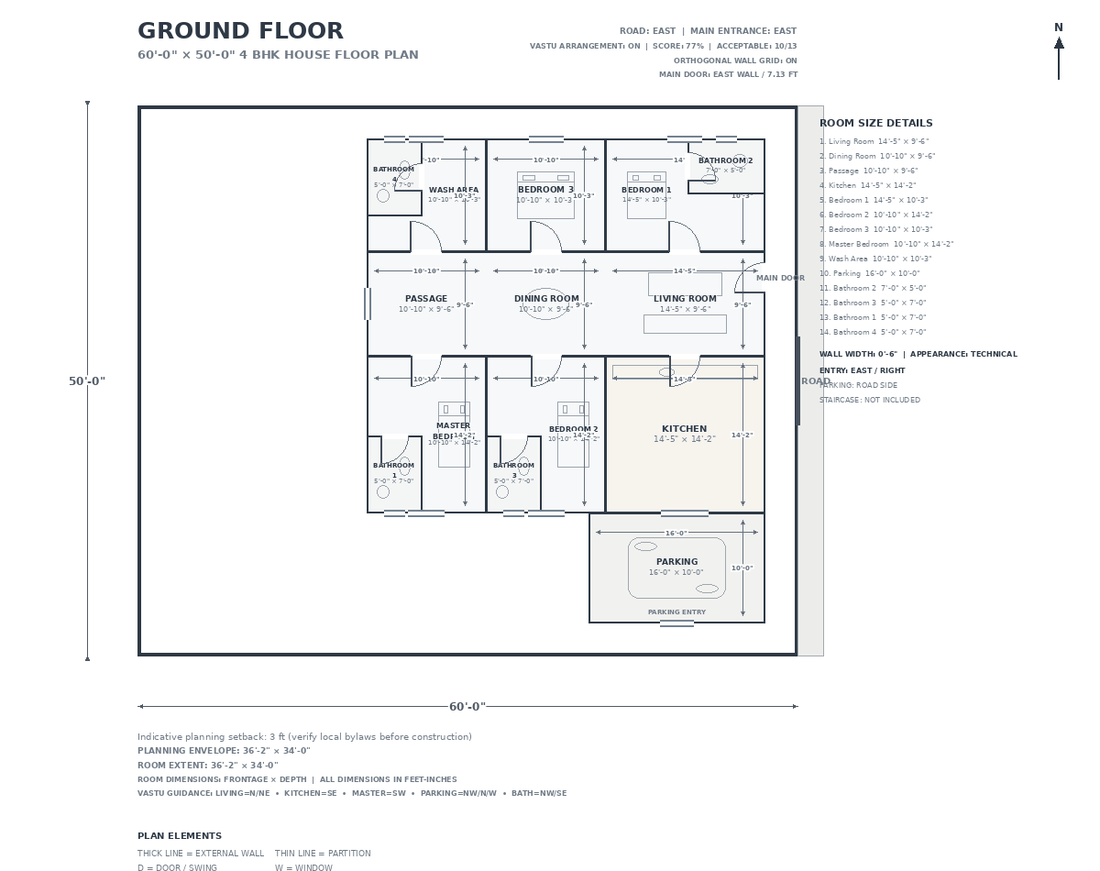 GROUND FLOOR
60'-0" × 50'-0" 4 BHK HOUSE FLOOR PLAN
ROAD: EAST | MAIN ENTRANCE: EAST
VASTU ARRANGEMENT: ON | SCORE: 77% | ACCEPTABLE: 10/13
ORTHOGONAL WALL GRID: ON
MAIN DOOR: EAST WALL / 7.13 FT
N
ROOM SIZE DETAILS
1. Living Room 14'-5" × 9'-6"
2. Dining Room 10'-10" × 9'-6"
3. Passage 10'-10" × 9'-6"
4. Kitchen 14'-5" × 14'-2"
5. Bedroom 1 14'-5" × 10'-3"
6. Bedroom 2 10'-10" × 14'-2"
7. Bedroom 3 10'-10" × 10'-3"
8. Master Bedroom 10'-10" × 14'-2"
9. Wash Area 10'-10" × 10'-3"
10. Parking 16'-0" × 10'-0"
11. Bathroom 2 7'-0" × 5'-0"
12. Bathroom 3 5'-0" × 7'-0"
13. Bathroom 1 5'-0" × 7'-0"
14. Bathroom 4 5'-0" × 7'-0"
WALL WIDTH: 0'-6" | APPEARANCE: TECHNICAL
ENTRY: EAST / RIGHT
PARKING: ROAD SIDE
STAIRCASE: NOT INCLUDED
ROAD
50'-0"
10'-10"
14'
BATHROOM
4
5'-0" × 7'-0"
WASH AREA
10'-3"
BEDROOM 3
10'-10" × 10'-3
10'-3"
BEDROOM 1
14'-5" × 10'-3"
BATHROOM 2
7'-0" × 5'-0"
10'-3"
10'-10"
10'-10"
14'-5"
MAIN DOOR
PASSAGE
10'-10" × 9'-6"
9'-6"
DINING ROOM
10'-10" × 9'-6"
9'-6"
LIVING ROOM
14'-5" × 9'-6"
9'-6"
10'-10"
10'-10"
14'-5"
MASTER
14'-2"
BEDROOM 2
14'-2"
KITCHEN
14'-5" × 14'-2"
14'-2"
BATHROOM
1
5'-0" × 7'-0"
BATHROOM
3
5'-0" × 7'-0"
16'-0"
PARKING
16'-0" × 10'-0"
10'-0"
PARKING ENTRY
60'-0"
Indicative planning setback: 3 ft (verify local bylaws before construction)
PLANNING ENVELOPE: 36'-2" × 34'-0"
ROOM EXTENT: 36'-2" × 34'-0"
ROOM DIMENSIONS: FRONTAGE × DEPTH | ALL DIMENSIONS IN FEET-INCHES
VASTU GUIDANCE: LIVING=N/NE • KITCHEN=SE • MASTER=SW • PARKING=NW/N/W • BATH=NW/SE
PLAN ELEMENTS
THICK LINE = EXTERNAL WALL THIN LINE = PARTITION
D = DOOR / SWING W = WINDOW